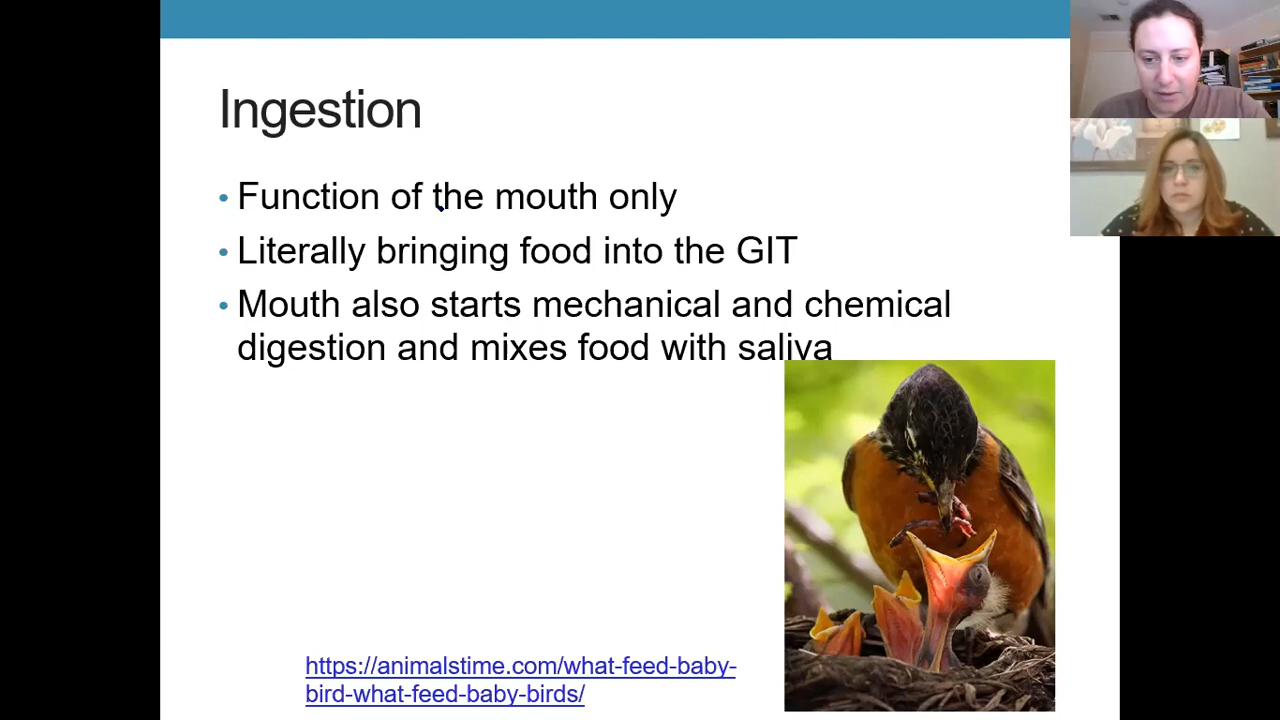 Ingestion
• Function of the mouth only
• Literally bringing food into the GIT
• Mouth also starts mechanical and chemical
digestion and mixes food with saliva
https://animalstime.com/what-feed-baby-
bird-what-feed-baby-birds/